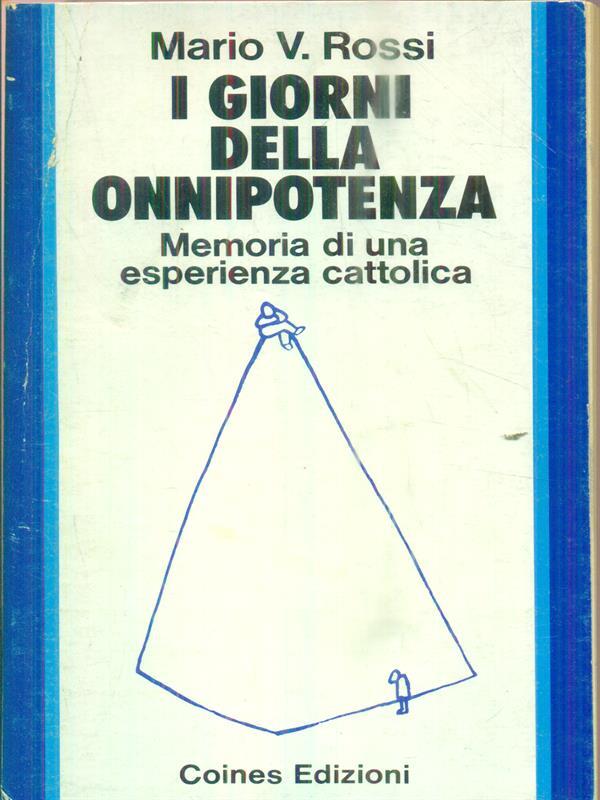 Mario V. Rossi
I GIORNI
DELLA
ONNIPOTENZA
Memoria di una
esperienza cattolica
Coines Edizioni